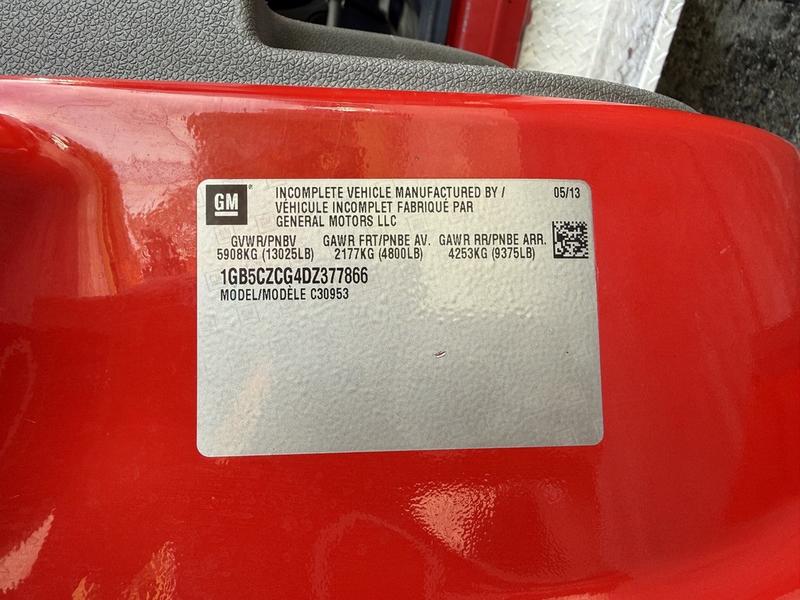 GM ® INCOMPLETE VEHICLE MANUFACTURED BY / 05/13
VÉHICULE INCOMPLET FABRIQUÉ PAR
GENERAL MOTORS LLC
GVWR/PNBV GAWR FRT/PNBE AV. GAWR RR/PNBE ARR.
5908KG (13025LB) 2177KG (4800LB) 4253KG (9375LB)
1GB5CZCG4DZ377866
MODEL/MODÈLE C30953